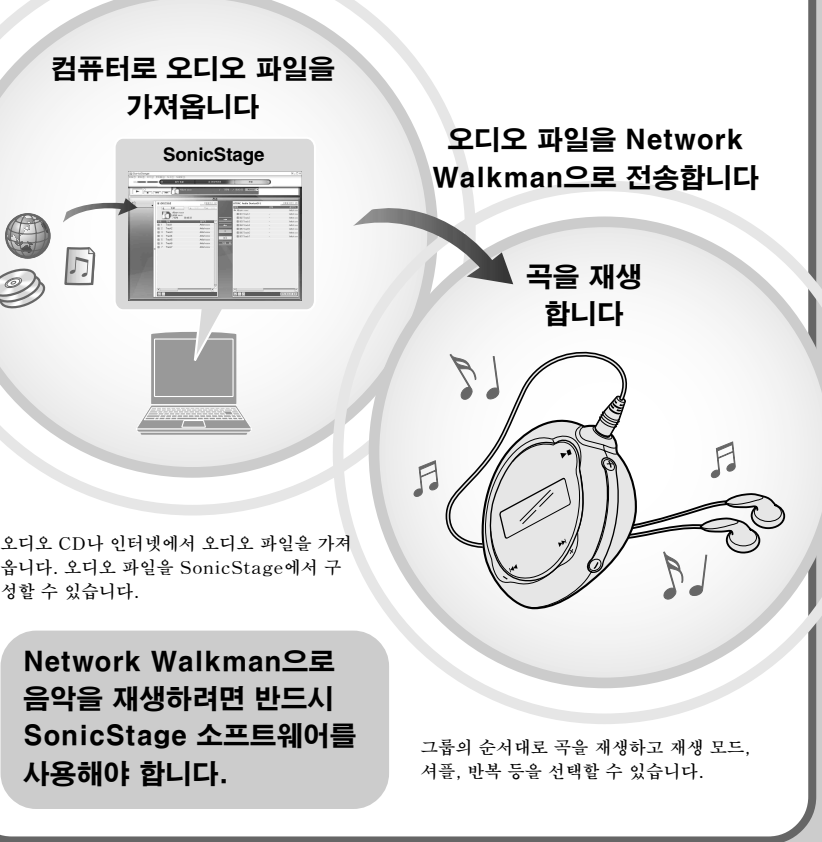 컴퓨터로 오디오 파일을
가져옵니다
SonicStage
오디오 파일을 Network
Walkman으로 전송합니다
곡을 재생
합니다
오디오 CD나 인터넷에서 오디오 파일을 가져
옵니다. 오디오 파일을 SonicStage에서 구
성할 수 있습니다.
Network Walkman으로
음악을 재생하려면 반드시
SonicStage 소프트웨어를
사용해야 합니다.
그룹의 순서대로 곡을 재생하고 재생 모드,
셔플, 반복 등을 선택할 수 있습니다.